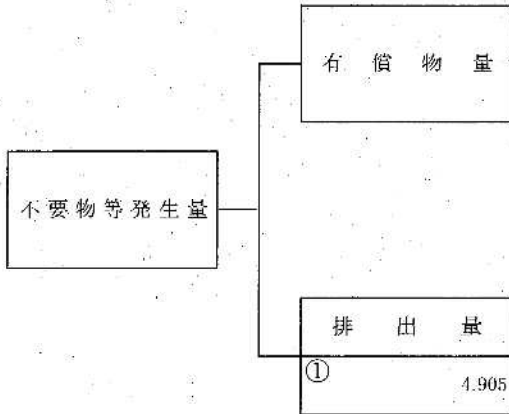 有償物量
不要物等発生量
排出量
①
4.905